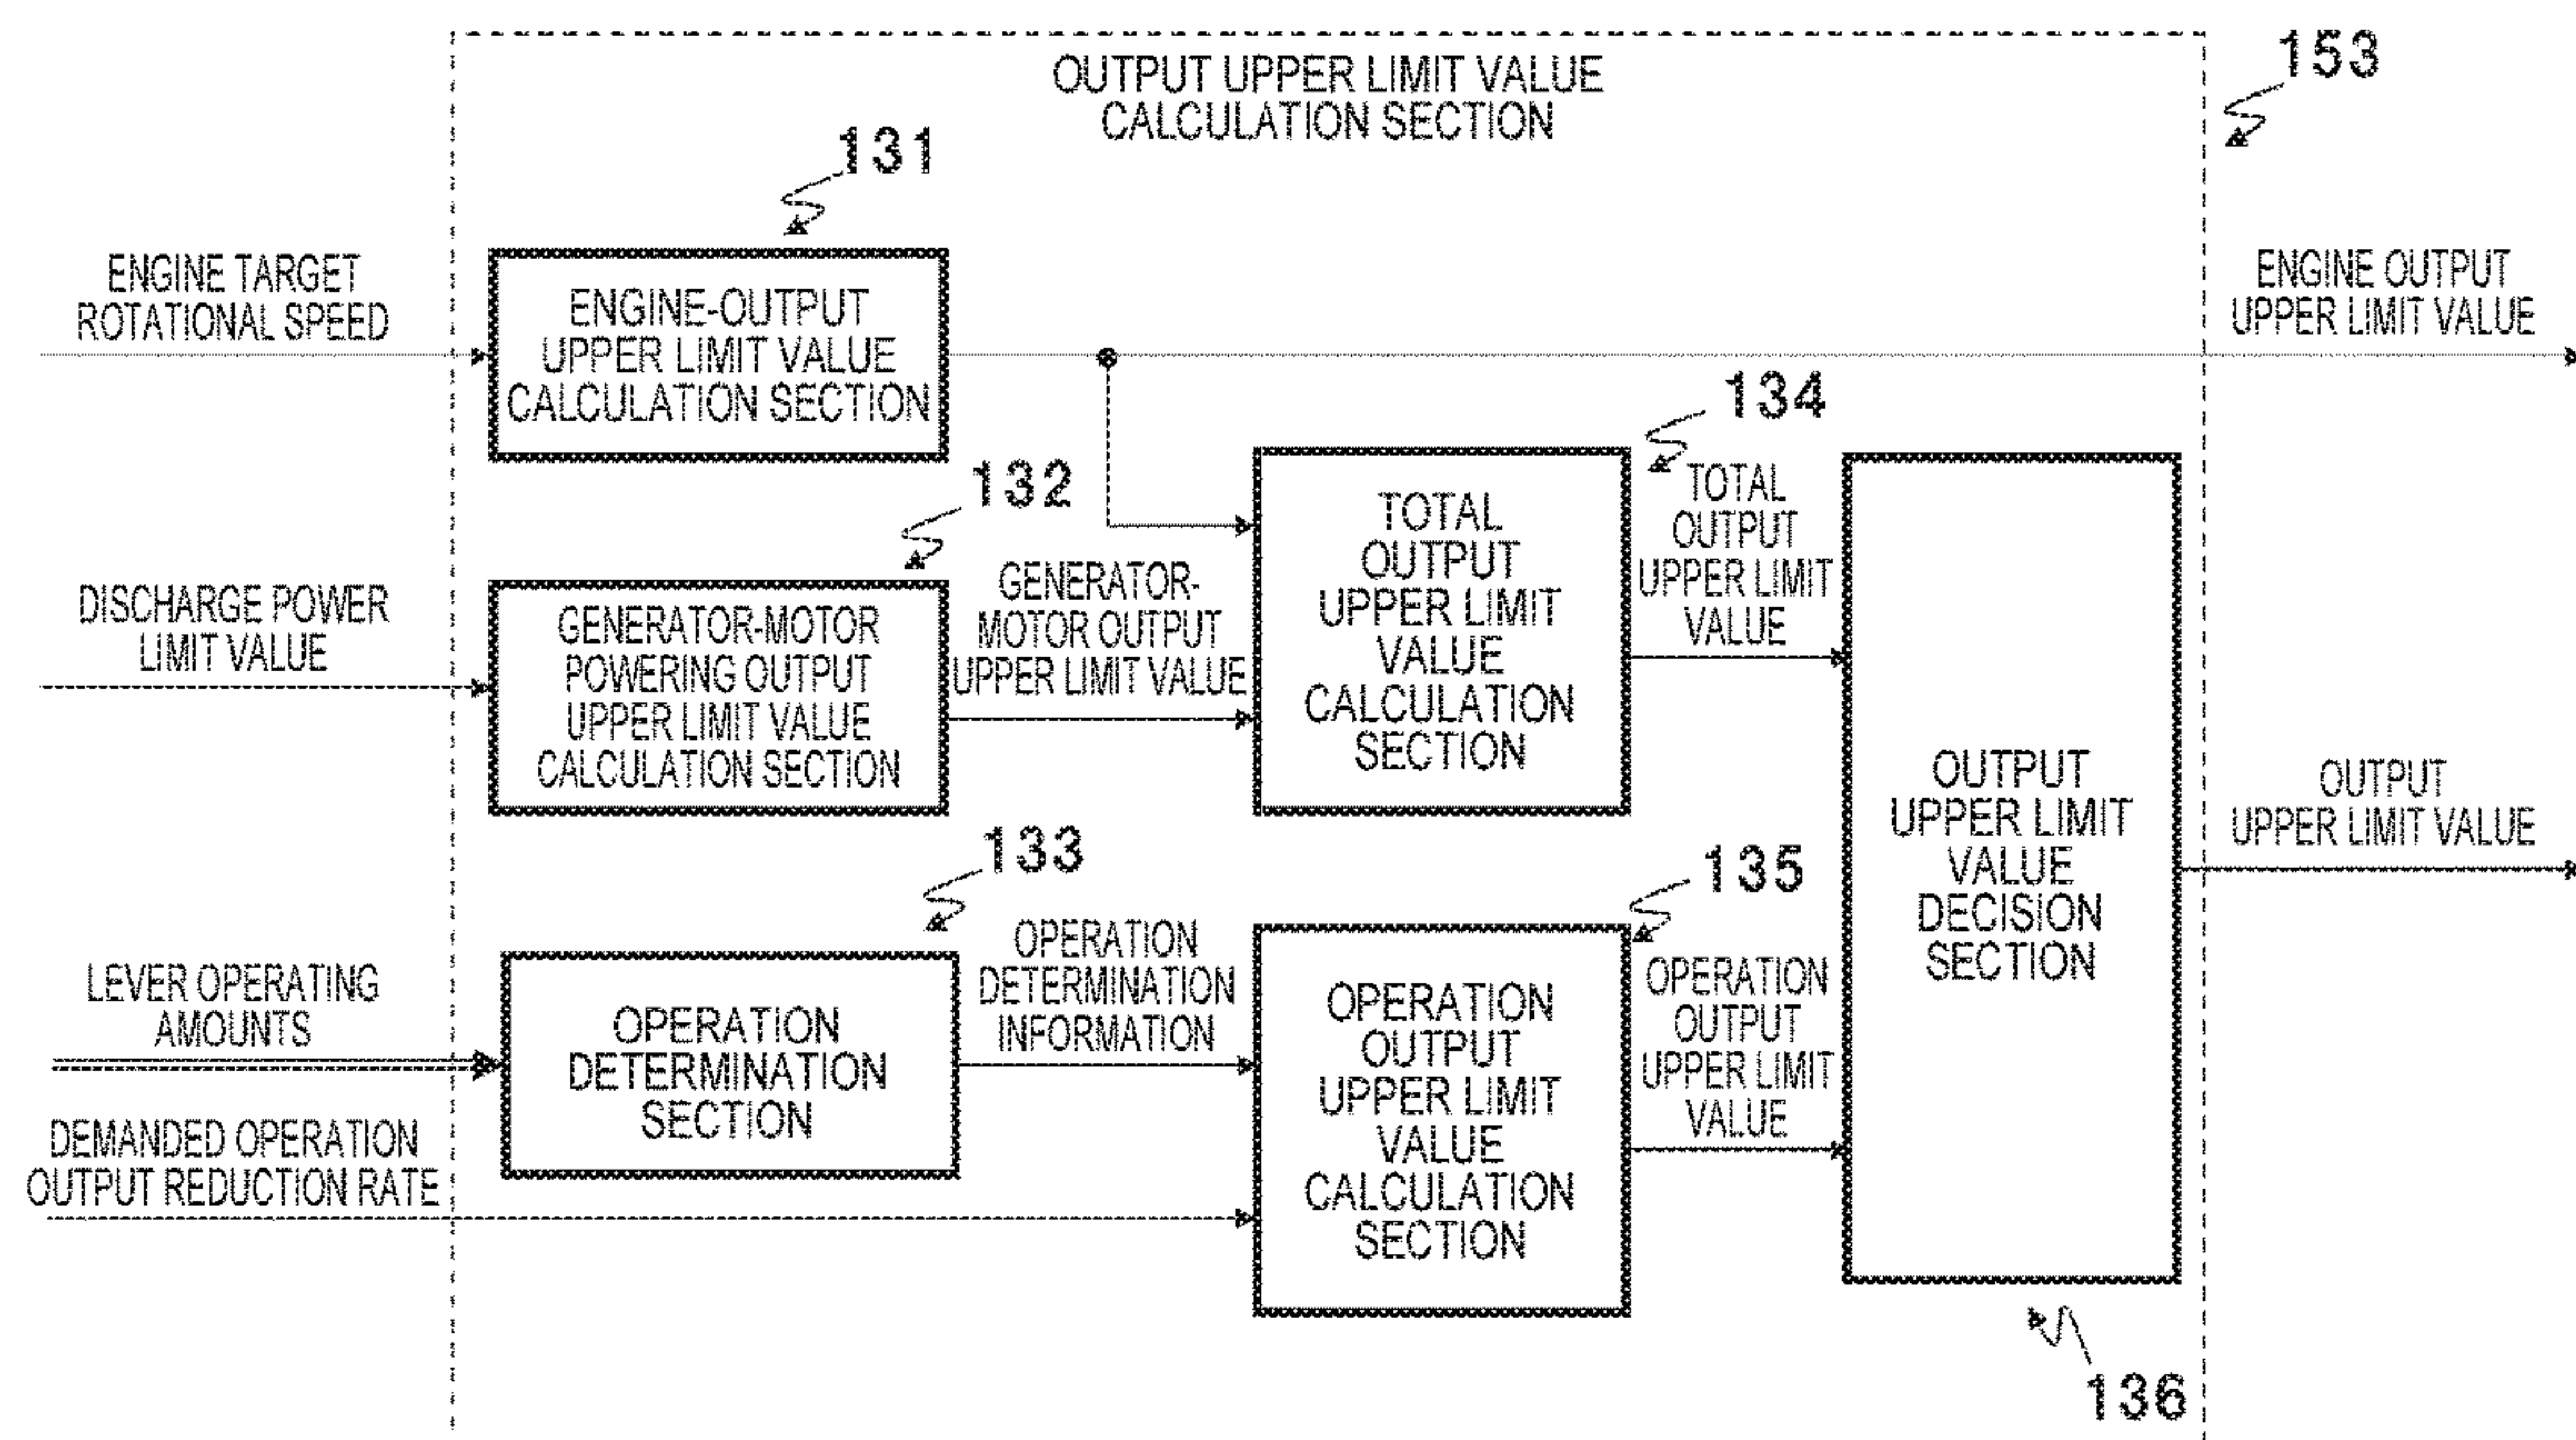 OUTPUT UPPER LIMIT VALUE
CALCULATION SECTION
153
131
ENGINE TARGET
ROTATIONAL SPEED
ENGINE-OUTPUT
UPPER LIMIT VALUE
CALCULATION SECTION
ENGINE OUTPUT
UPPER LIMIT VALUE
132
134
DISCHARGE POWER
LIMIT VALUE
GENERATOR-MOTOR
POWERING OUTPUT
UPPER LIMIT VALUE
CALCULATION SECTION
GENERATOR-
MOTOR OUTPUT
UPPER LIMIT VALUE
TOTAL
OUTPUT
UPPER LIMIT
VALUE
CALCULATION
SECTION
TOTAL
OUTPUT
UPPER LIMIT
VALUE
OUTPUT
UPPER LIMIT
VALUE
DECISION
SECTION
OUTPUT
UPPER LIMIT VALUE
133
135
LEVER OPERATING
AMOUNTS
OPERATION
DETERMINATION
SECTION
OPERATION
DETERMINATION
INFORMATION
OPERATION
OUTPUT
UPPER LIMIT
VALUE
CALCULATION
SECTION
OPERATION
OUTPUT
UPPER LIMIT
VALUE
DEMANDED OPERATION
OUTPUT REDUCTION RATE
136